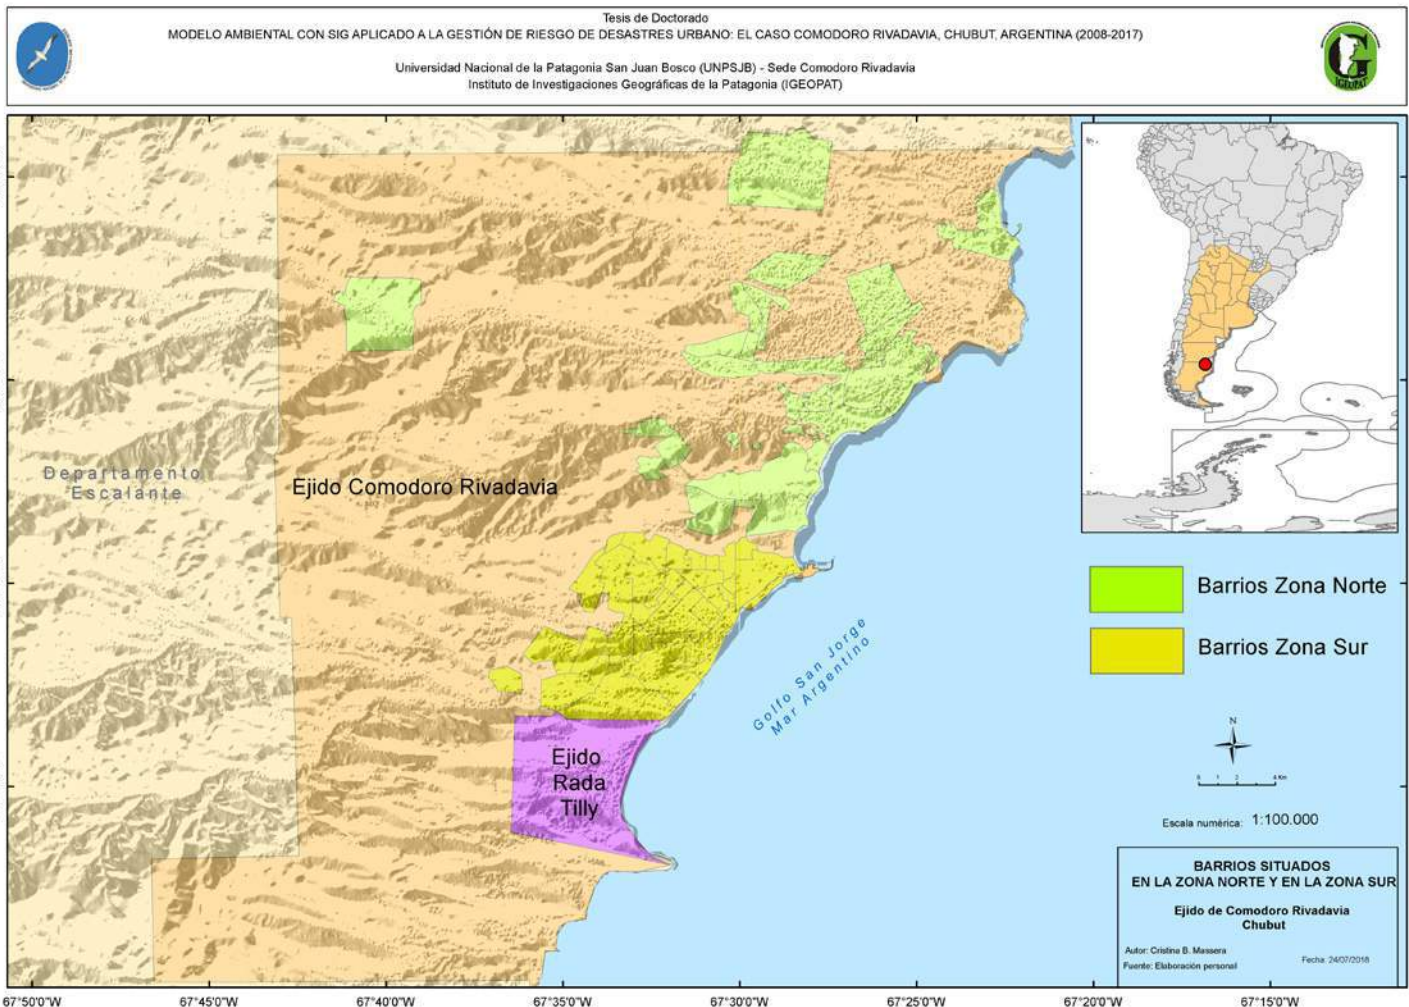 Tesis de Doctorado
MODELO AMBIENTAL CON SIG APLICADO A LA GESTIÓN DE RIESGO DE DESASTRES URBANO: EL CASO COMODORO RIVADAVIA, CHUBUT, ARGENTINA (2008-2017)
Universidad Nacional de la Patagonia San Juan Bosco (UNPSJB) - Sede Comodoro Rivadavia
Instituto de Investigaciones Geográficas de la Patagonia (IGEOPAT)
IGEOPAT
Departamento
Escalante
Ejido Comodoro Rivadavia
Golfo San Jorge
Mar Argentino
Ejido
Rada
Tilly
Barrios Zona Norte
Barrios Zona Sur
N
0 1 2 4 Km
Escala numérica: 1:100.000
BARRIOS SITUADOS
EN LA ZONA NORTE Y EN LA ZONA SUR
Ejido de Comodoro Rivadavia
Chubut
Autor: Cristina B. Massera
Fuente: Elaboración personal
Fecha: 24/07/2018
67°50'0"W 67°45'0"W 67°40'0"W 67°35'0"W 67°30'0"W 67°25'0"W 67°20'0"W 67°15'0"W